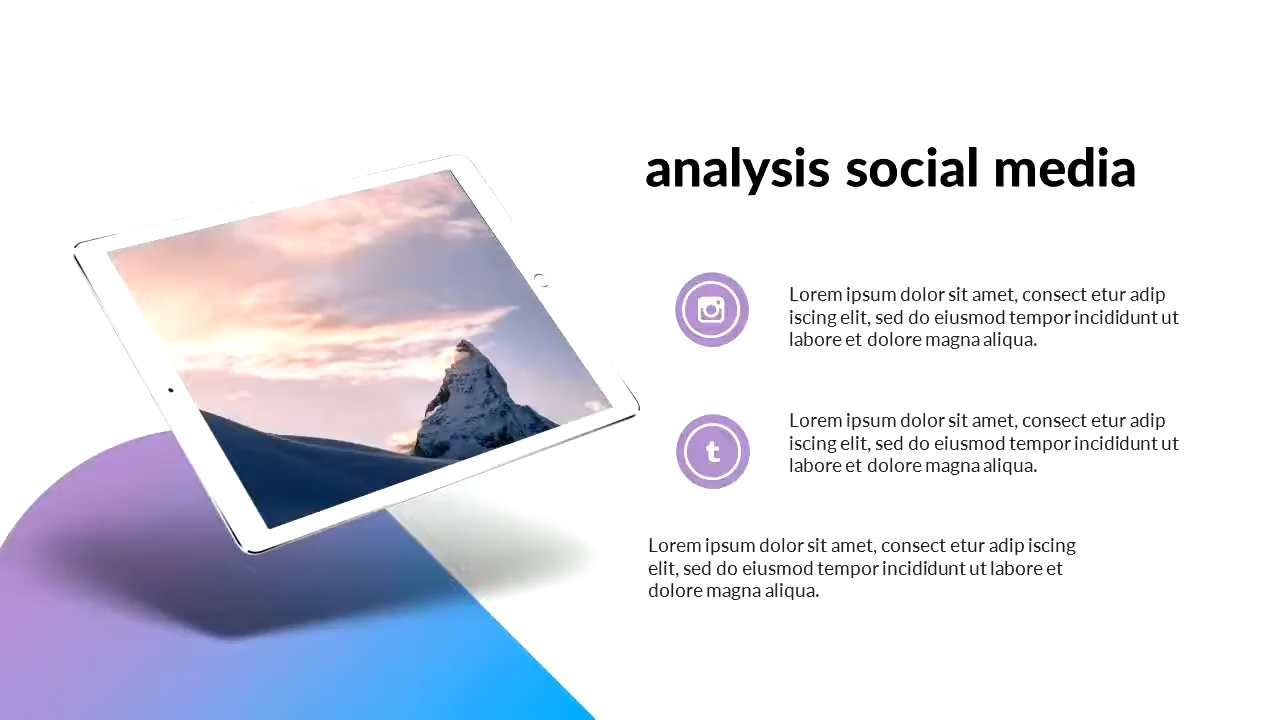 analysis social media
Lorem ipsum dolor sit amet, consect etur adip
iscing elit, sed do eiusmod tempor incididunt ut
labore et dolore magna aliqua.
t
Lorem ipsum dolor sit amet, consect etur adip
iscing elit, sed do eiusmod tempor incididunt ut
labore et dolore magna aliqua.
Lorem ipsum dolor sit amet, consect etur adip iscing
elit, sed do eiusmod tempor incididunt ut labore et
dolore magna aliqua.